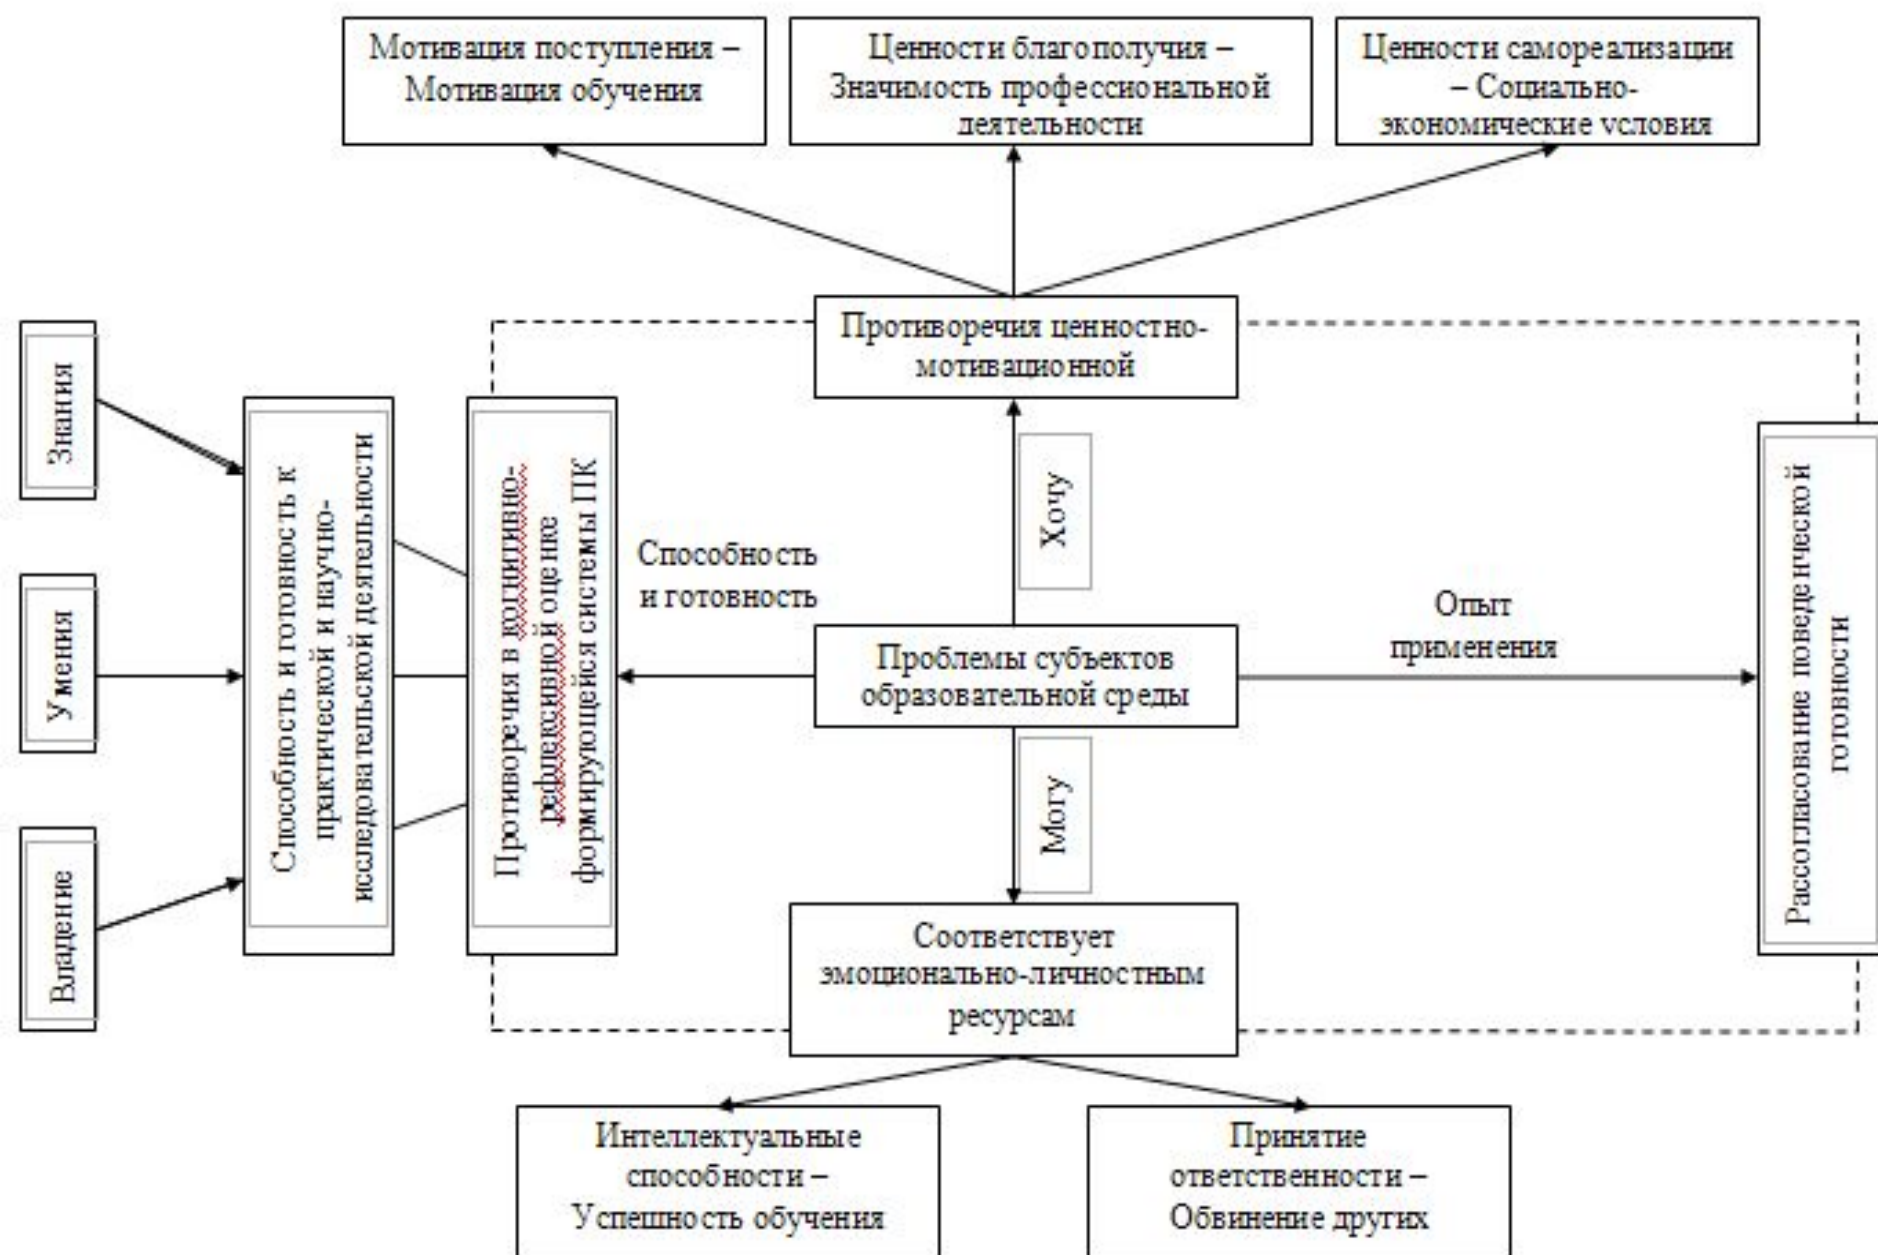 Мотивация поступления –
Мотивация обучения
Ценности благополучия –
Значимость профессиональной
деятельности
Ценности самореализации
– Социально-
экономические условия
Противоречия ценностно-
мотивационной
Знания
Умения
Владение
Способность и готовность к
практической и научно-
исследовательской деятельности
Противоречия в когнитивно-
рефлексивной оценке
формирующейся системы ПК
Способность
и готовность
Хочу
Проблемы субъектов
образовательной среды
Могу
Опыт
применения
Рассогласование поведенческой
готовности
Соответствует
эмоционально-личностным
ресурсам
Интеллектуальные
способности –
Успешность обучения
Принятие
ответственности –
Обвинение других